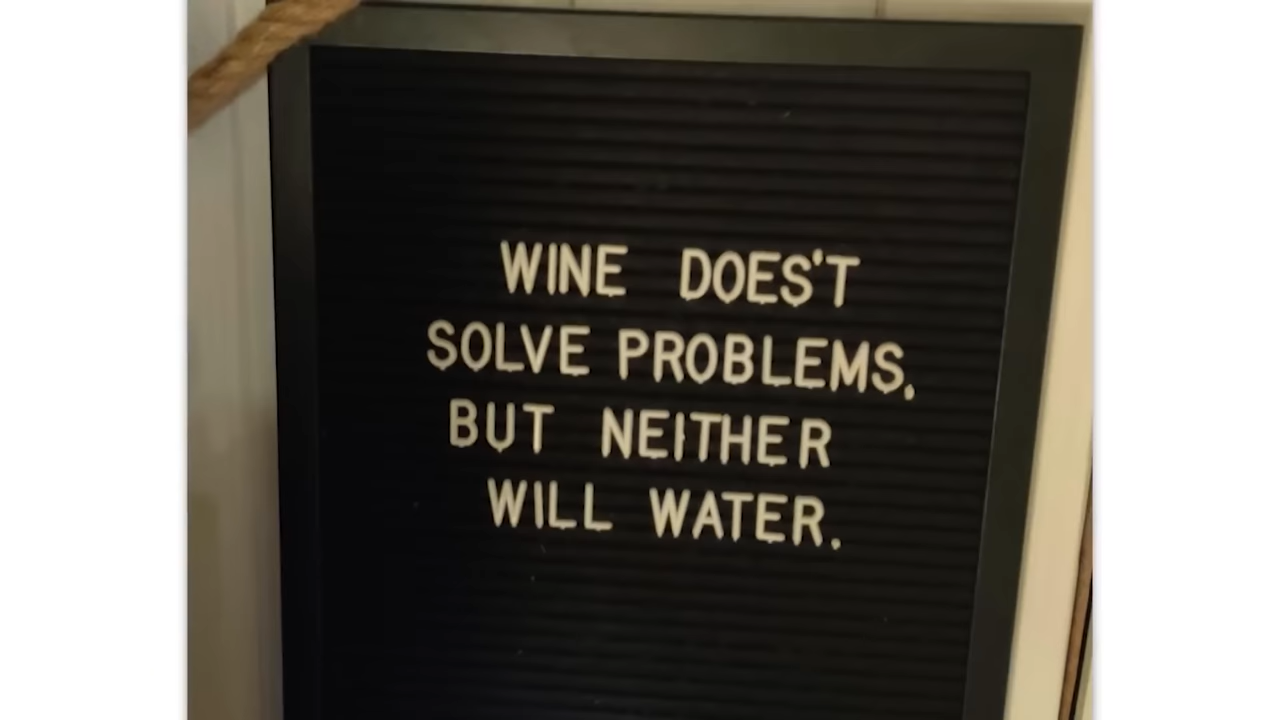 WINE DOES'T
SOLVE PROBLEMS,
BUT NEITHER
WILL WATER.